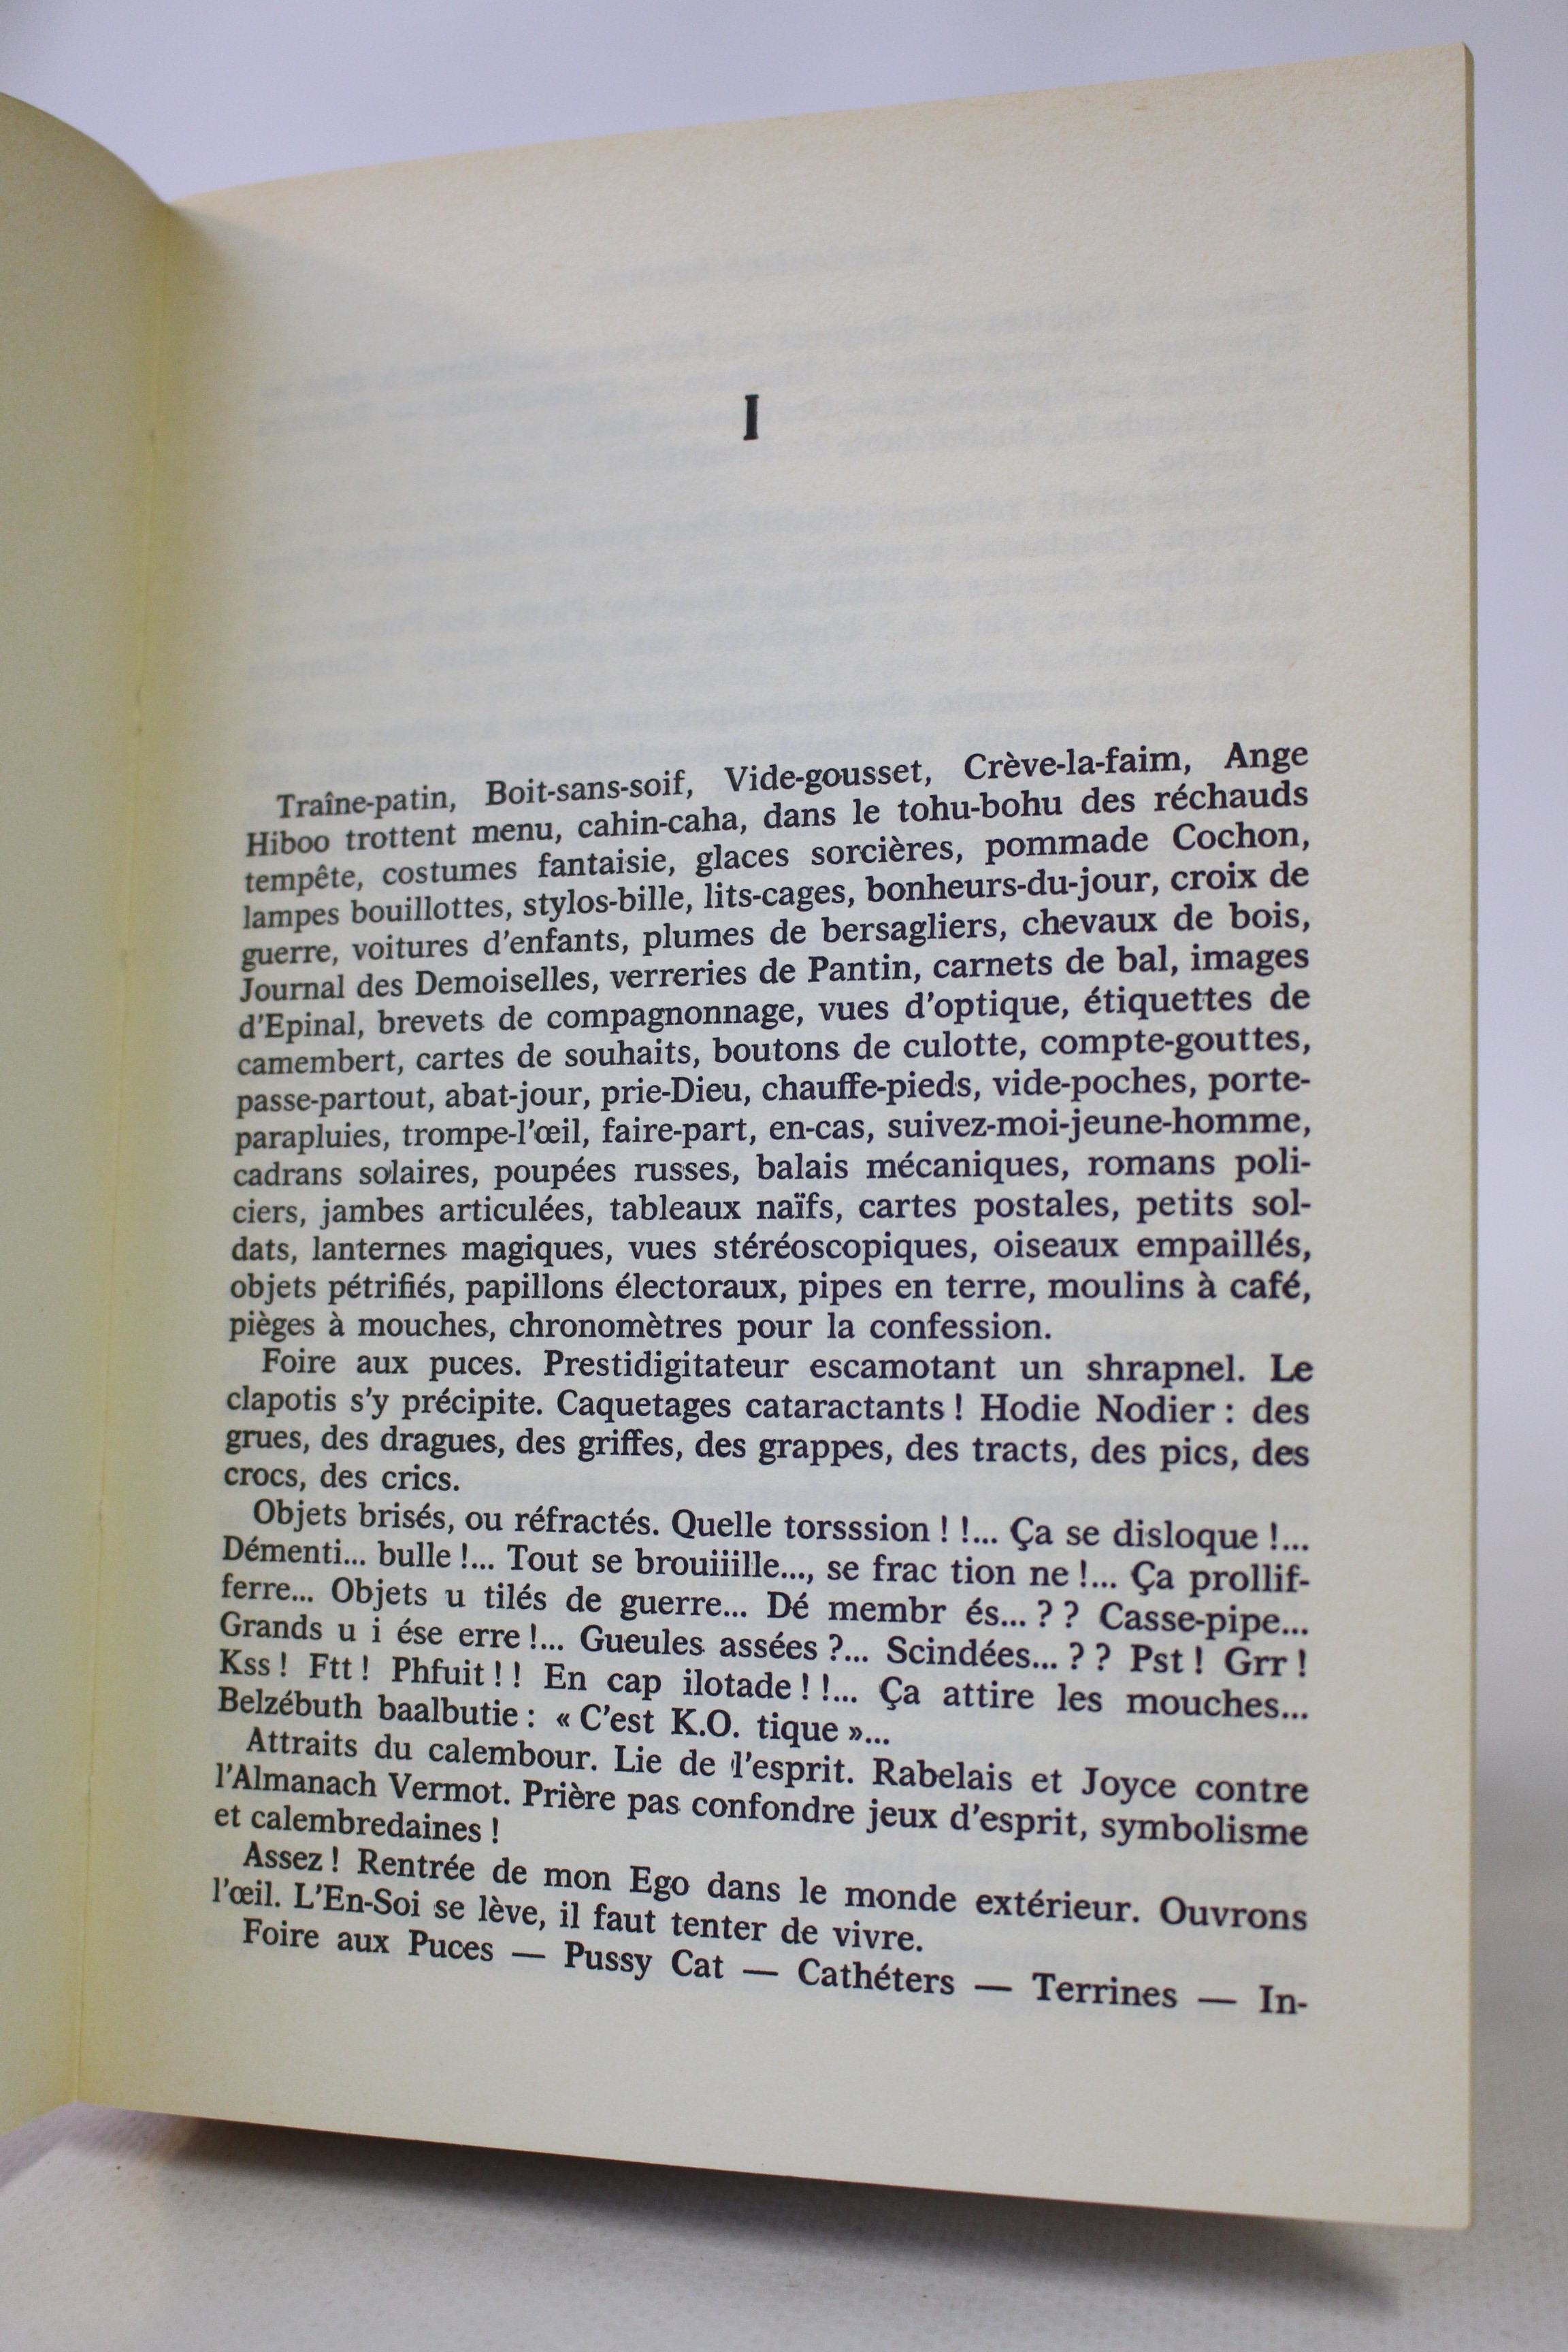 I
Traîne-patin, Boit-sans-soif, Vide-gousset, Crève-la-faim, Ange
Hiboo trottent menu, cahin-caha, dans le tohu-bohu des réchauds
tempête, costumes fantaisie, glaces sorcières, pommade Cochon,
lampes bouillottes, stylos-bille, lits-cages, bonheurs-du-jour, croix de
guerre, voitures d'enfants, plumes de bersagliers, chevaux de bois,
Journal des Demoiselles, verreries de Pantin, carnets de bal, images
d'Epinal, brevets de compagnonnage, vues d'optique, étiquettes de
camembert, cartes de souhaits, boutons de culotte, compte-gouttes,
passe-partout, abat-jour, prie-Dieu, chauffe-pieds, vide-poches, porte-
parapluies, trompe-l'œil, faire-part, en-cas, suivez-moi-jeune-homme,
cadrans solaires, poupées russes, balais mécaniques, romans poli-
ciers, jambes articulées, tableaux naïfs, cartes postales, petits sol-
dats, lanternes magiques, vues stéréoscopiques, oiseaux empaillés,
objets pétrifiés, papillons électoraux, pipes en terre, moulins à café,
pièges à mouches, chronomètres pour la confession.
Foire aux puces. Prestidigitateur escamotant un shrapnel. Le
clapotis s'y précipite. Caquetages cataractants ! Hodie Nodier : des
grues, des dragues, des griffes, des grappes, des tracts, des pics, des
crocs, des crics.
Objets brisés, ou réfractés. Quelle torsssion ! !... Ça se disloque !...
Démenti... bulle !... Tout se brouiiiille..., se frac tion ne !... Ça prollif-
ferre... Objets u tilés de guerre... Dé membr és... ? ? Casse-pipe...
Grands u i ése erre !... Gueules assées ?... Scindées... ? ? Pst ! Grr !
Kss ! Ftt ! Phfuit ! ! En cap ilotade ! !... Ça attire les mouches...
Belzébuth baalbutie : « C'est K.O. tique »...
Attraits du calembour. Lie de l'esprit. Rabelais et Joyce contre
l'Almanach Vermot. Prière pas confondre jeux d'esprit, symbolisme
et calembredaines !
Assez ! Rentrée de mon Ego dans le monde extérieur. Ouvrons
l'œil. L'En-Soi se lève, il faut tenter de vivre.
Foire aux Puces — Pussy Cat — Cathéters — Terrines — In-